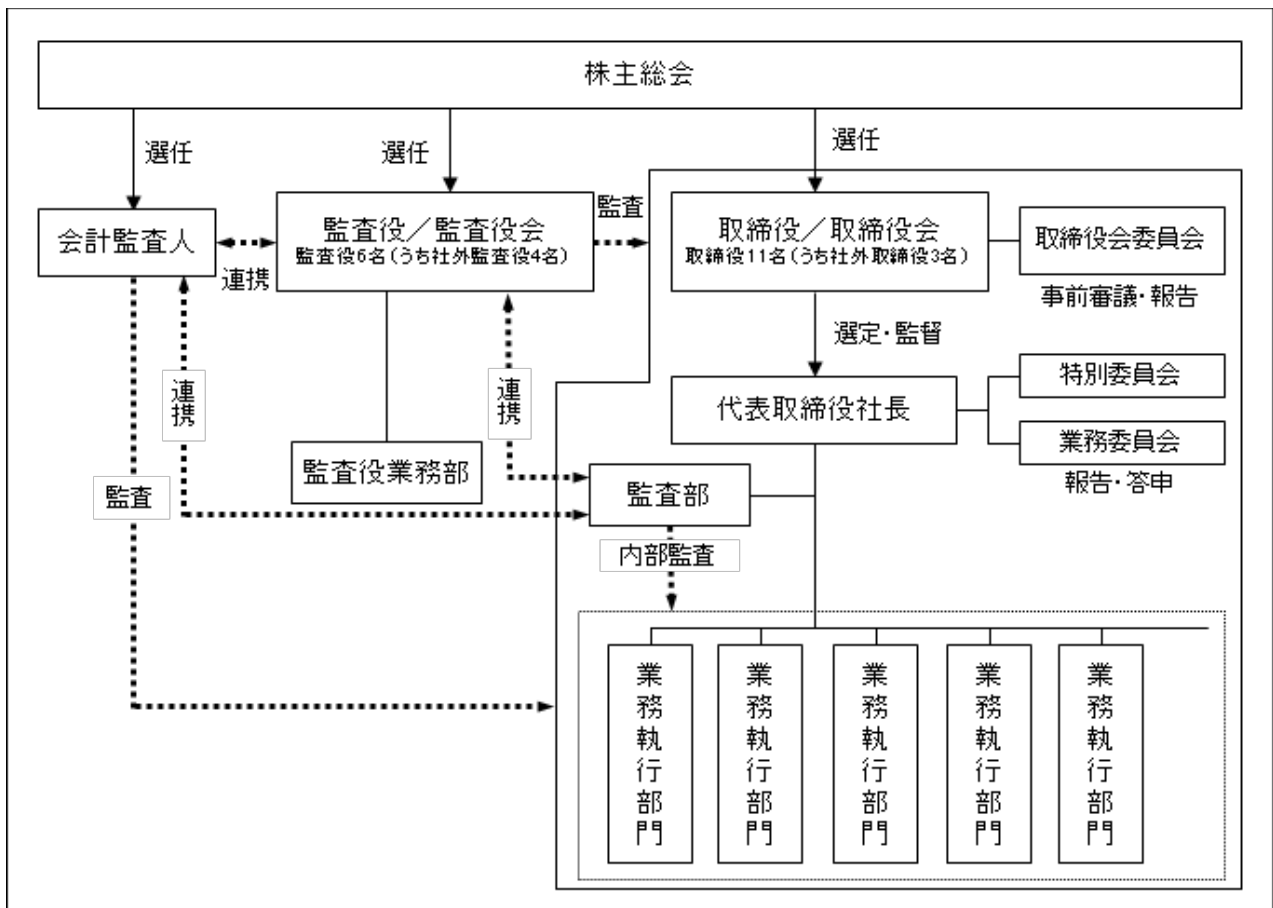 株主総会
選任
選任
選任
会計監査人
連携
監査役／監査役会
監査役6名(うち社外監査役4名)
監査
取締役／取締役会
取締役11名(うち社外取締役3名)
取締役会委員会
事前審議・報告
選定・監督
代表取締役社長
特別委員会
業務委員会
報告・答申
連携
連携
監査役業務部
監査
監査部
内部監査
業務執行部門
業務執行部門
業務執行部門
業務執行部門
業務執行部門